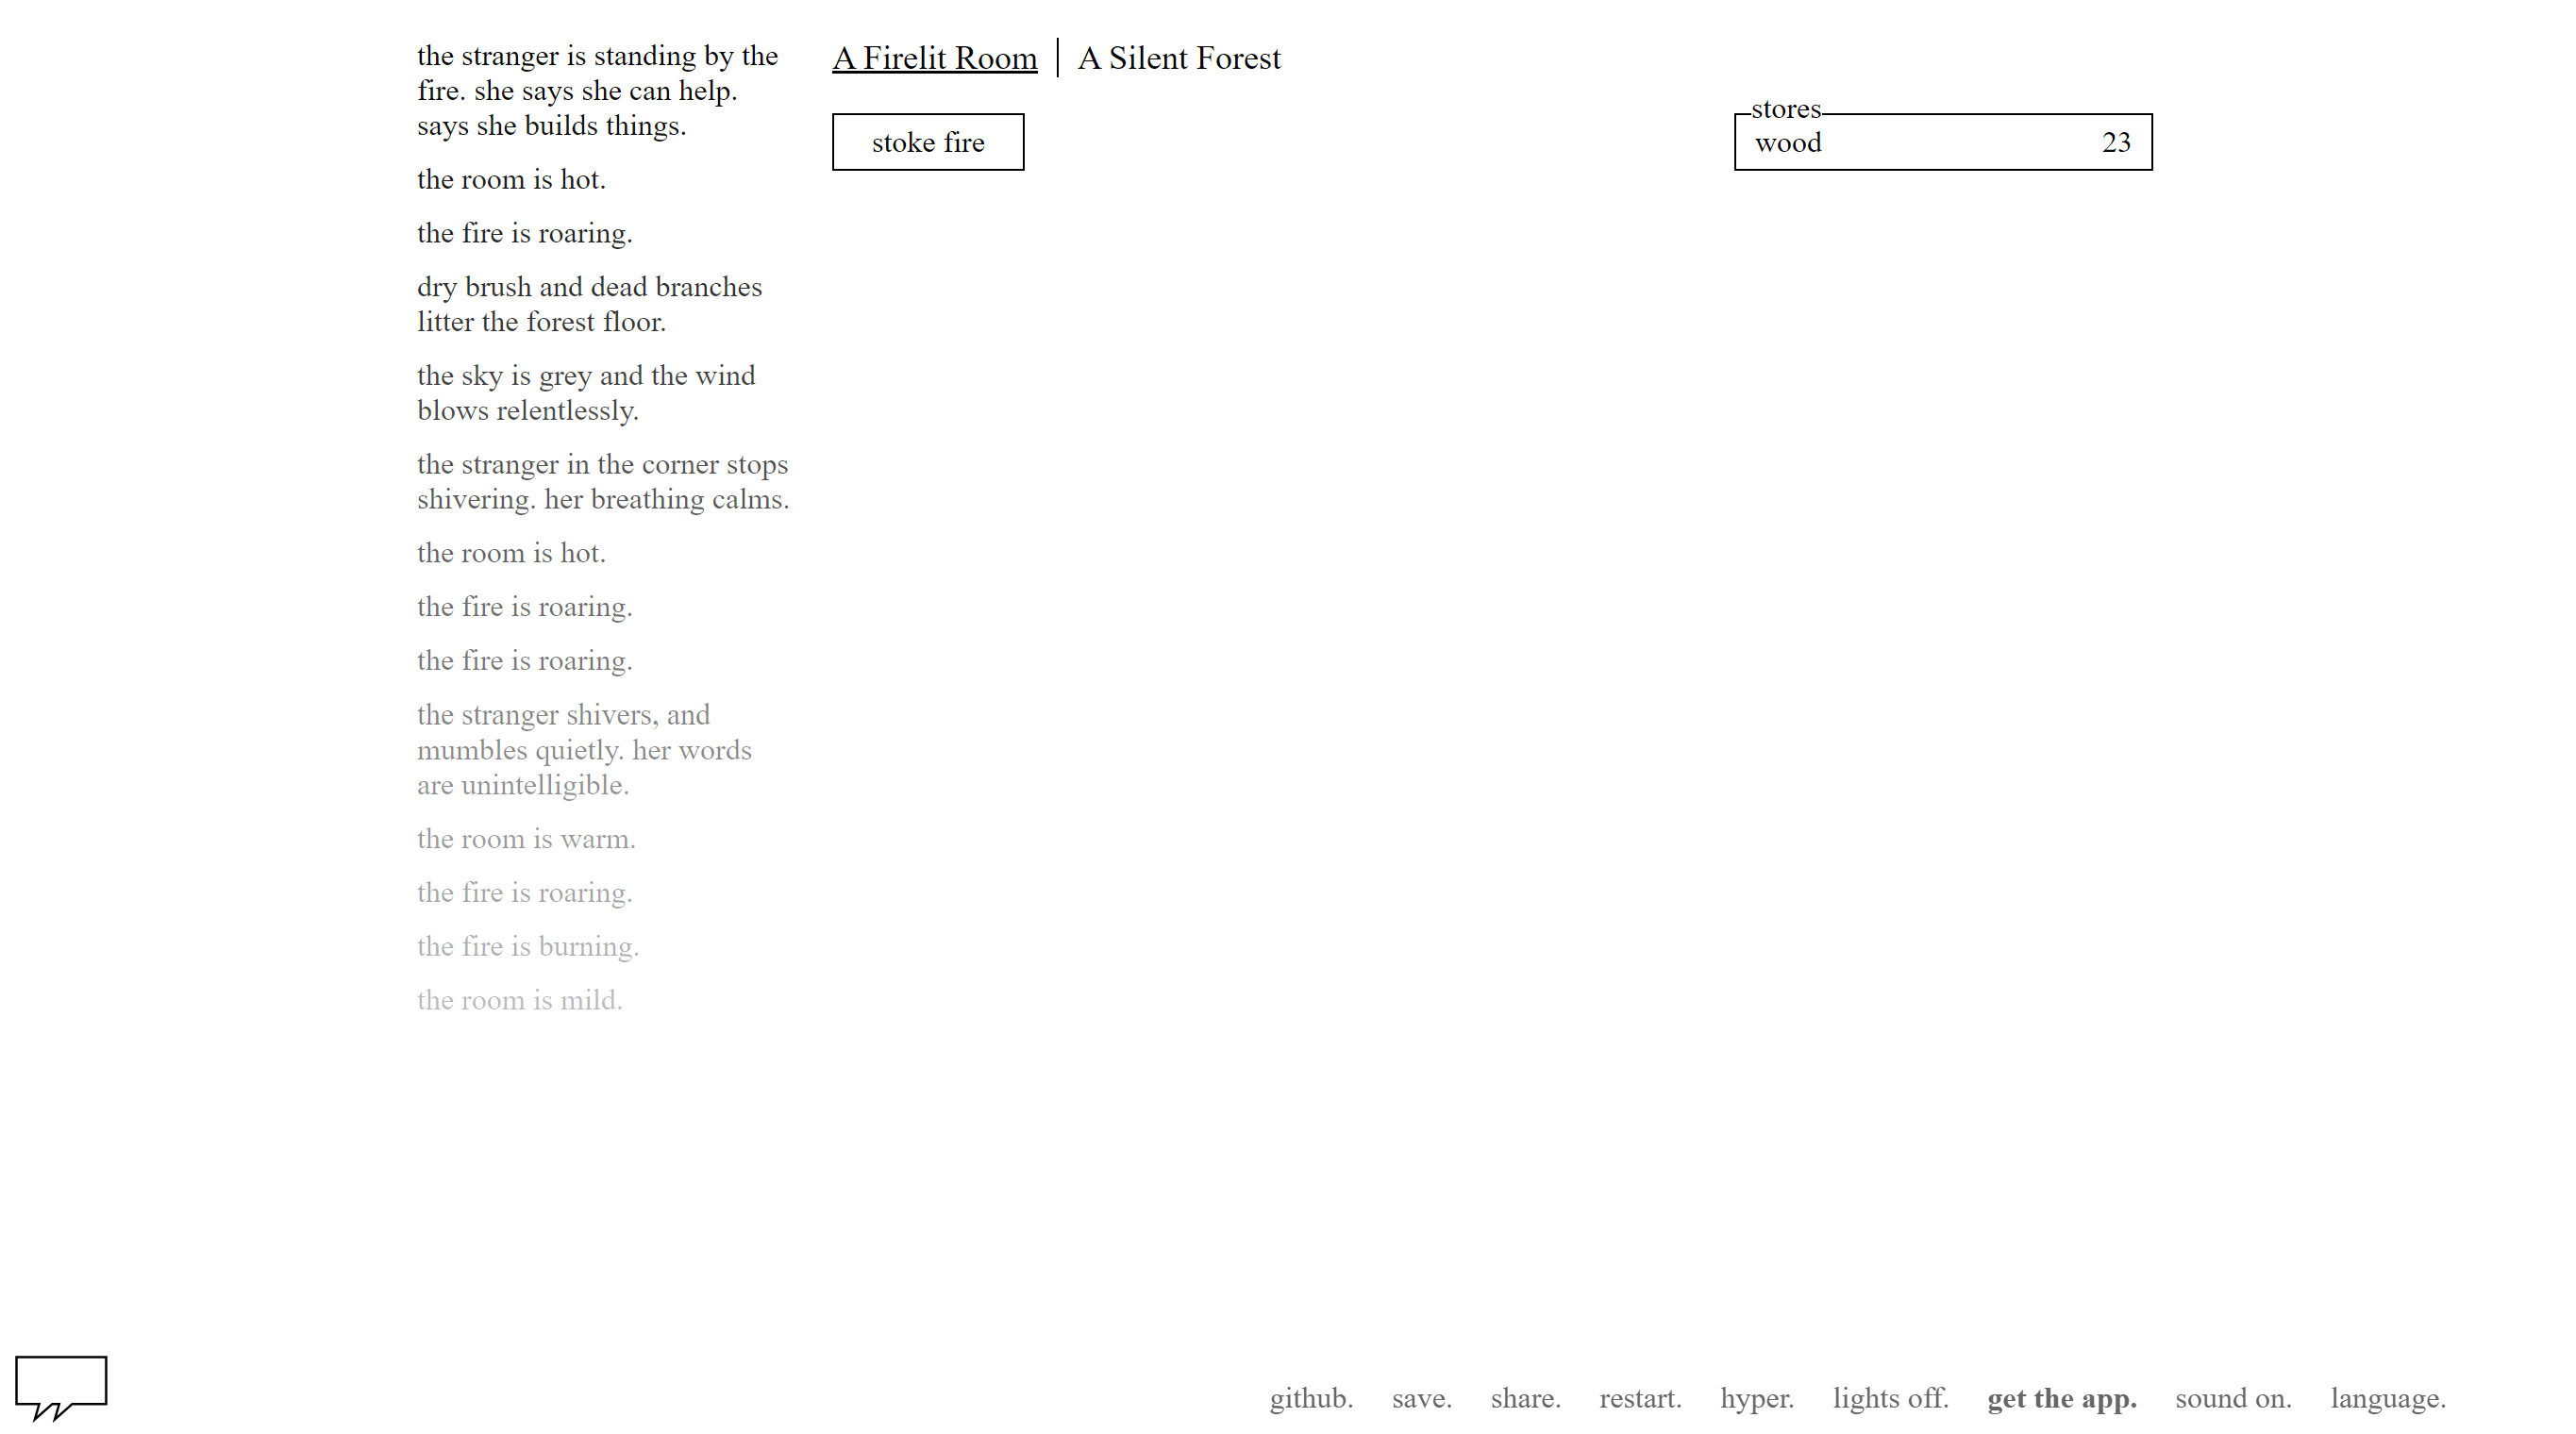 the stranger is standing by the
fire. she says she can help.
says she builds things.
the room is hot.
the fire is roaring.
dry brush and dead branches
litter the forest floor.
the sky is grey and the wind
blows relentlessly.
the stranger in the corner stops
shivering. her breathing calms.
the room is hot.
the fire is roaring.
the fire is roaring.
the stranger shivers, and
mumbles quietly. her words
are unintelligible.
the room is warm.
the fire is roaring.
the fire is burning.
the room is mild.
A Firelit Room | A Silent Forest
stoke fire
stores
wood 23
github. save. share. restart. hyper. lights off. get the app. sound on. language.